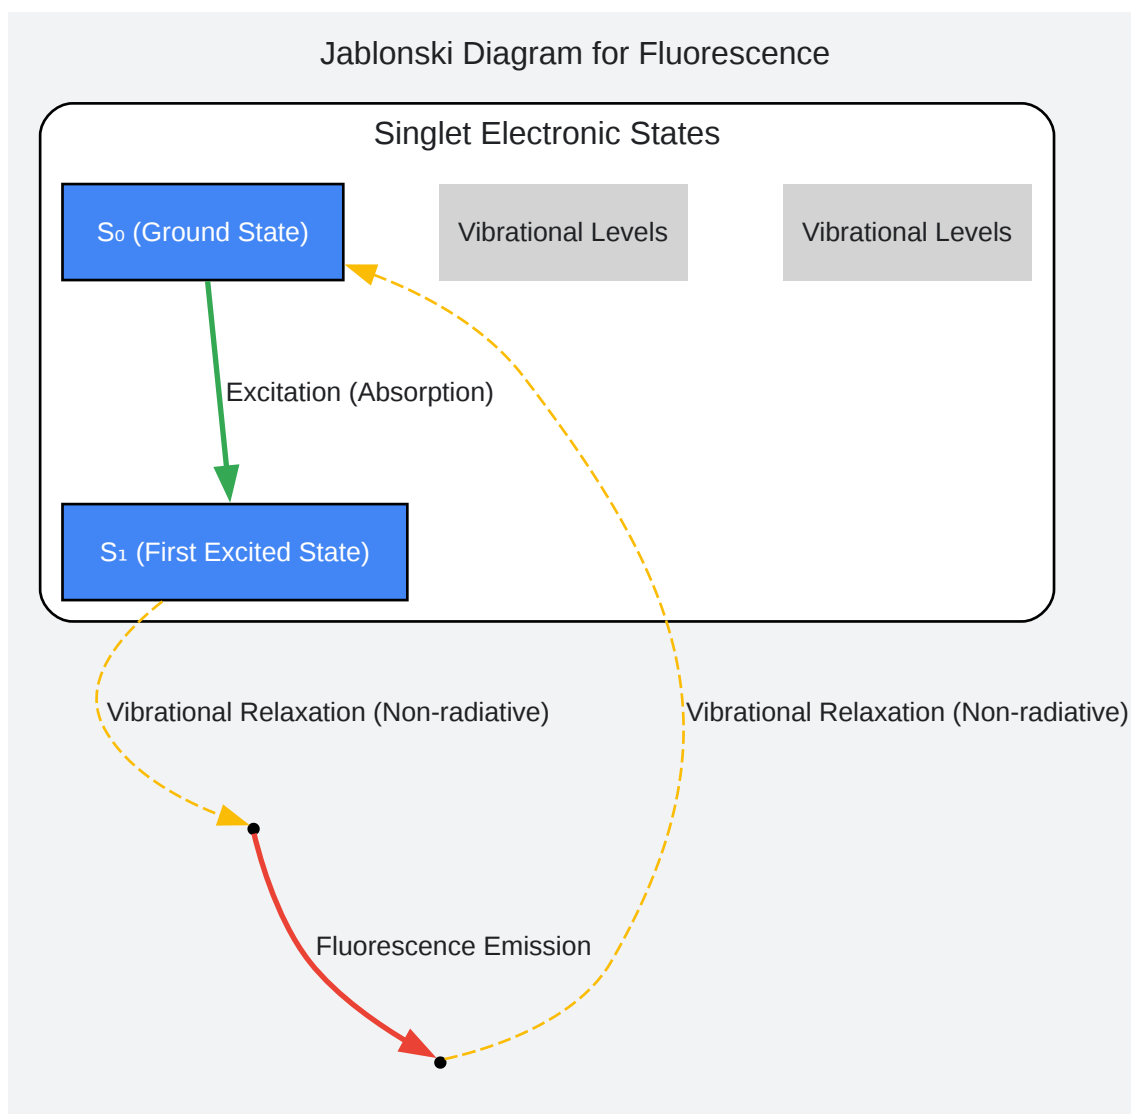 Jablonski Diagram for Fluorescence
Singlet Electronic States
S₀ (Ground State)
Vibrational Levels
Vibrational Levels
Excitation (Absorption)
S₁ (First Excited State)
Vibrational Relaxation (Non-radiative)
Vibrational Relaxation (Non-radiative)
Fluorescence Emission